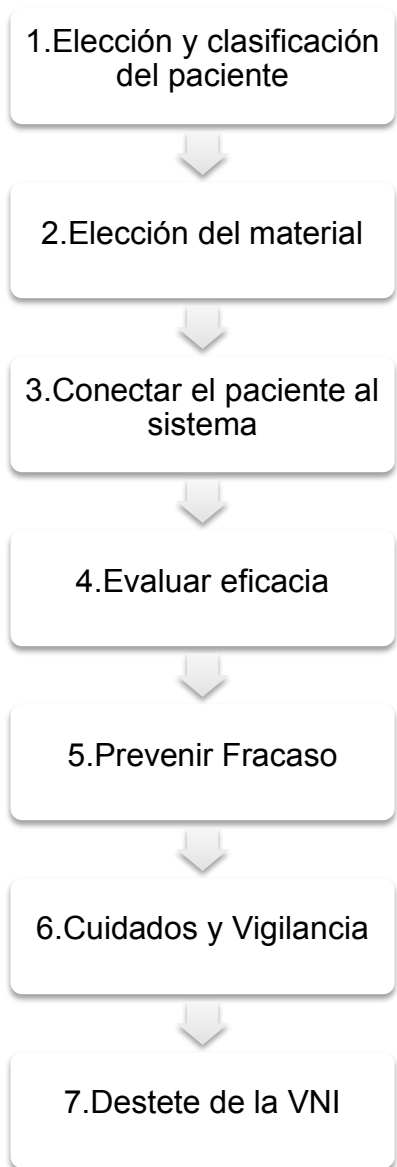 1.Elección y clasificación
del paciente
2.Elección del material
3.Conectar el paciente al
sistema
4.Evaluar eficacia
5.Prevenir Fracaso
6.Cuidados y Vigilancia
7.Destete de la VNI